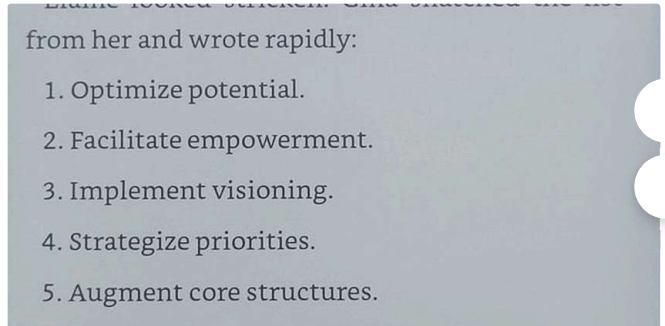 from her and wrote rapidly:
1. Optimize potential.
2. Facilitate empowerment.
3. Implement visioning.
4. Strategize priorities.
5. Augment core structures.